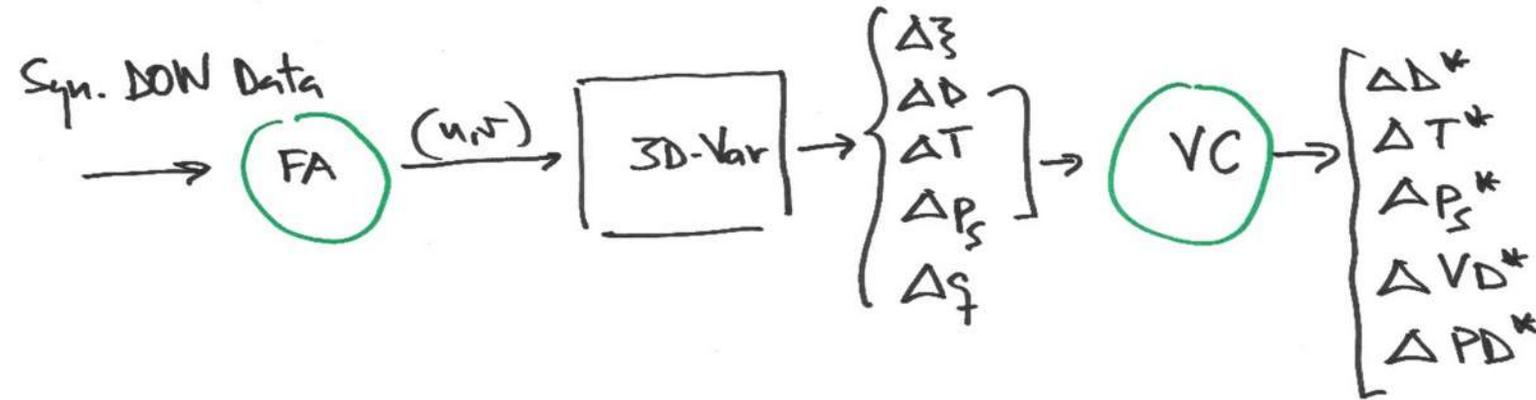 Syn. DOW Data
FA
(u,v)
3D-Var
Δξ
ΔD
ΔT
ΔPs
Δq
VC
ΔD*
ΔT*
ΔPs*
ΔVD*
ΔPD*